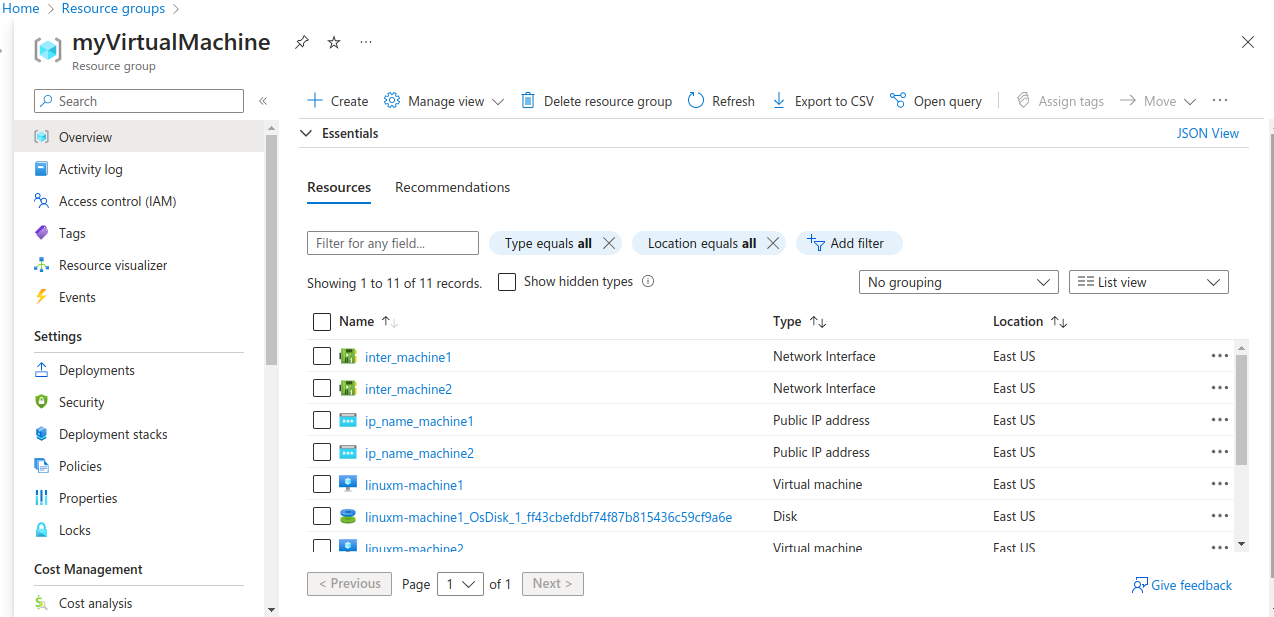 Home > Resource groups >
myVirtualMachine
Resource group
Search
Overview
Activity log
Access control (IAM)
Tags
Resource visualizer
Events
Settings
Deployments
Security
Deployment stacks
Policies
Properties
Locks
Cost Management
Cost analysis
Create Manage view Delete resource group Refresh Export to CSV Open query Assign tags Move
Essentials JSON View
Resources Recommendations
Filter for any field... Type equals all Location equals all Add filter
Showing 1 to 11 of 11 records. Show hidden types No grouping List view
Name Type Location
inter_machine1 Network Interface East US
inter_machine2 Network Interface East US
ip_name_machine1 Public IP address East US
ip_name_machine2 Public IP address East US
linuxm-machine1 Virtual machine East US
linuxm-machine1_OsDisk_1_ff43cbefdbf74f87b815436c59cf9a6e Disk East US
linuxm-machine2 Virtual machine East US
< Previous Page 1 of 1 Next > Give feedback